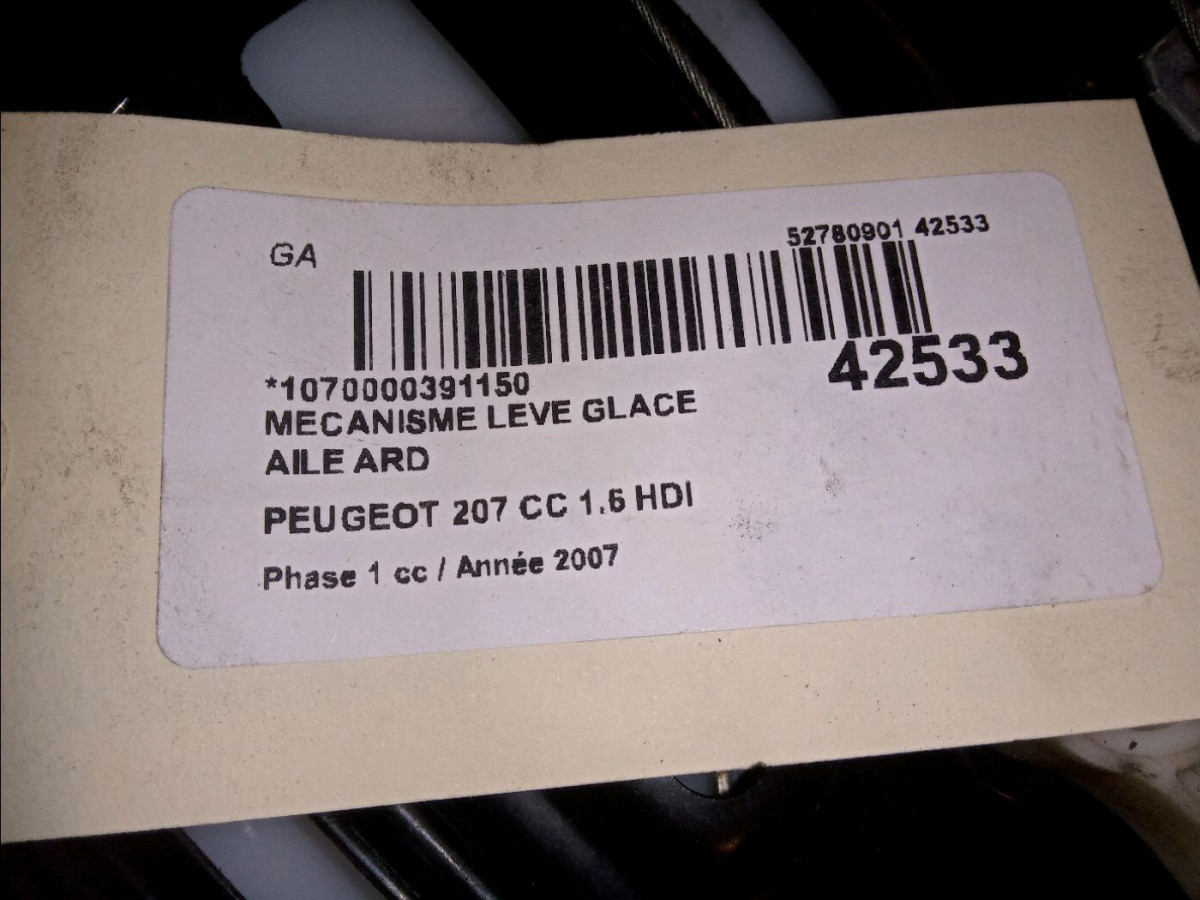 GA
52780901 42533
42533
*1070000391150
MECANISME LEVE GLACE
AILE ARD
PEUGEOT 207 CC 1.6 HDI
Phase 1 cc / Année 2007